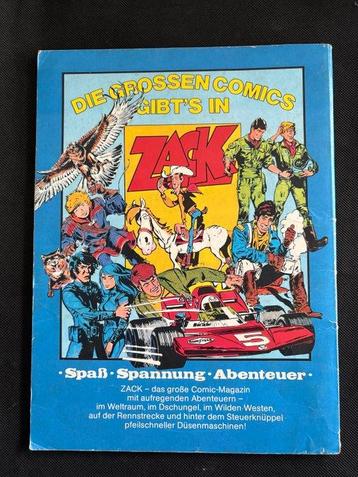 DIE GROSSEN COMICS
GIBT'S IN
ZACK
5
·Spaß·Spannung·Abenteuer·
ZACK – das große Comic-Magazin
mit aufregenden Abenteuern –
im Weltraum, im Dschungel, im Wilden Westen,
auf der Rennstrecke und hinter dem Steuerknüppel
pfeilschneller Düsenmaschinen!